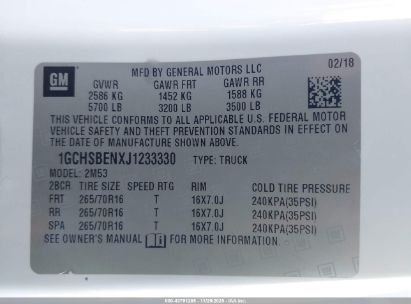 GM
MFD BY GENERAL MOTORS LLC
02/18
GVWR GAWR FRT GAWR RR
2586 KG 1452 KG 1588 KG
5700 LB 3200 LB 3500 LB
THIS VEHICLE CONFORMS TO ALL APPLICABLE U.S. FEDERAL MOTOR
VEHICLE SAFETY AND THEFT PREVENTION STANDARDS IN EFFECT ON
THE DATE OF MANUFACTURE SHOWN ABOVE.
1GCHSBENXJ1233330 TYPE: TRUCK
MODEL: 2M53
2BCR TIRE SIZE SPEED RTG RIM COLD TIRE PRESSURE
FRT 265/70R16 T 16X7.0J 240KPA(35PSI)
RR 265/70R16 T 16X7.0J 240KPA(35PSI)
SPA 265/70R16 T 16X7.0J 240KPA(35PSI)
SEE OWNER'S MANUAL FOR MORE INFORMATION.